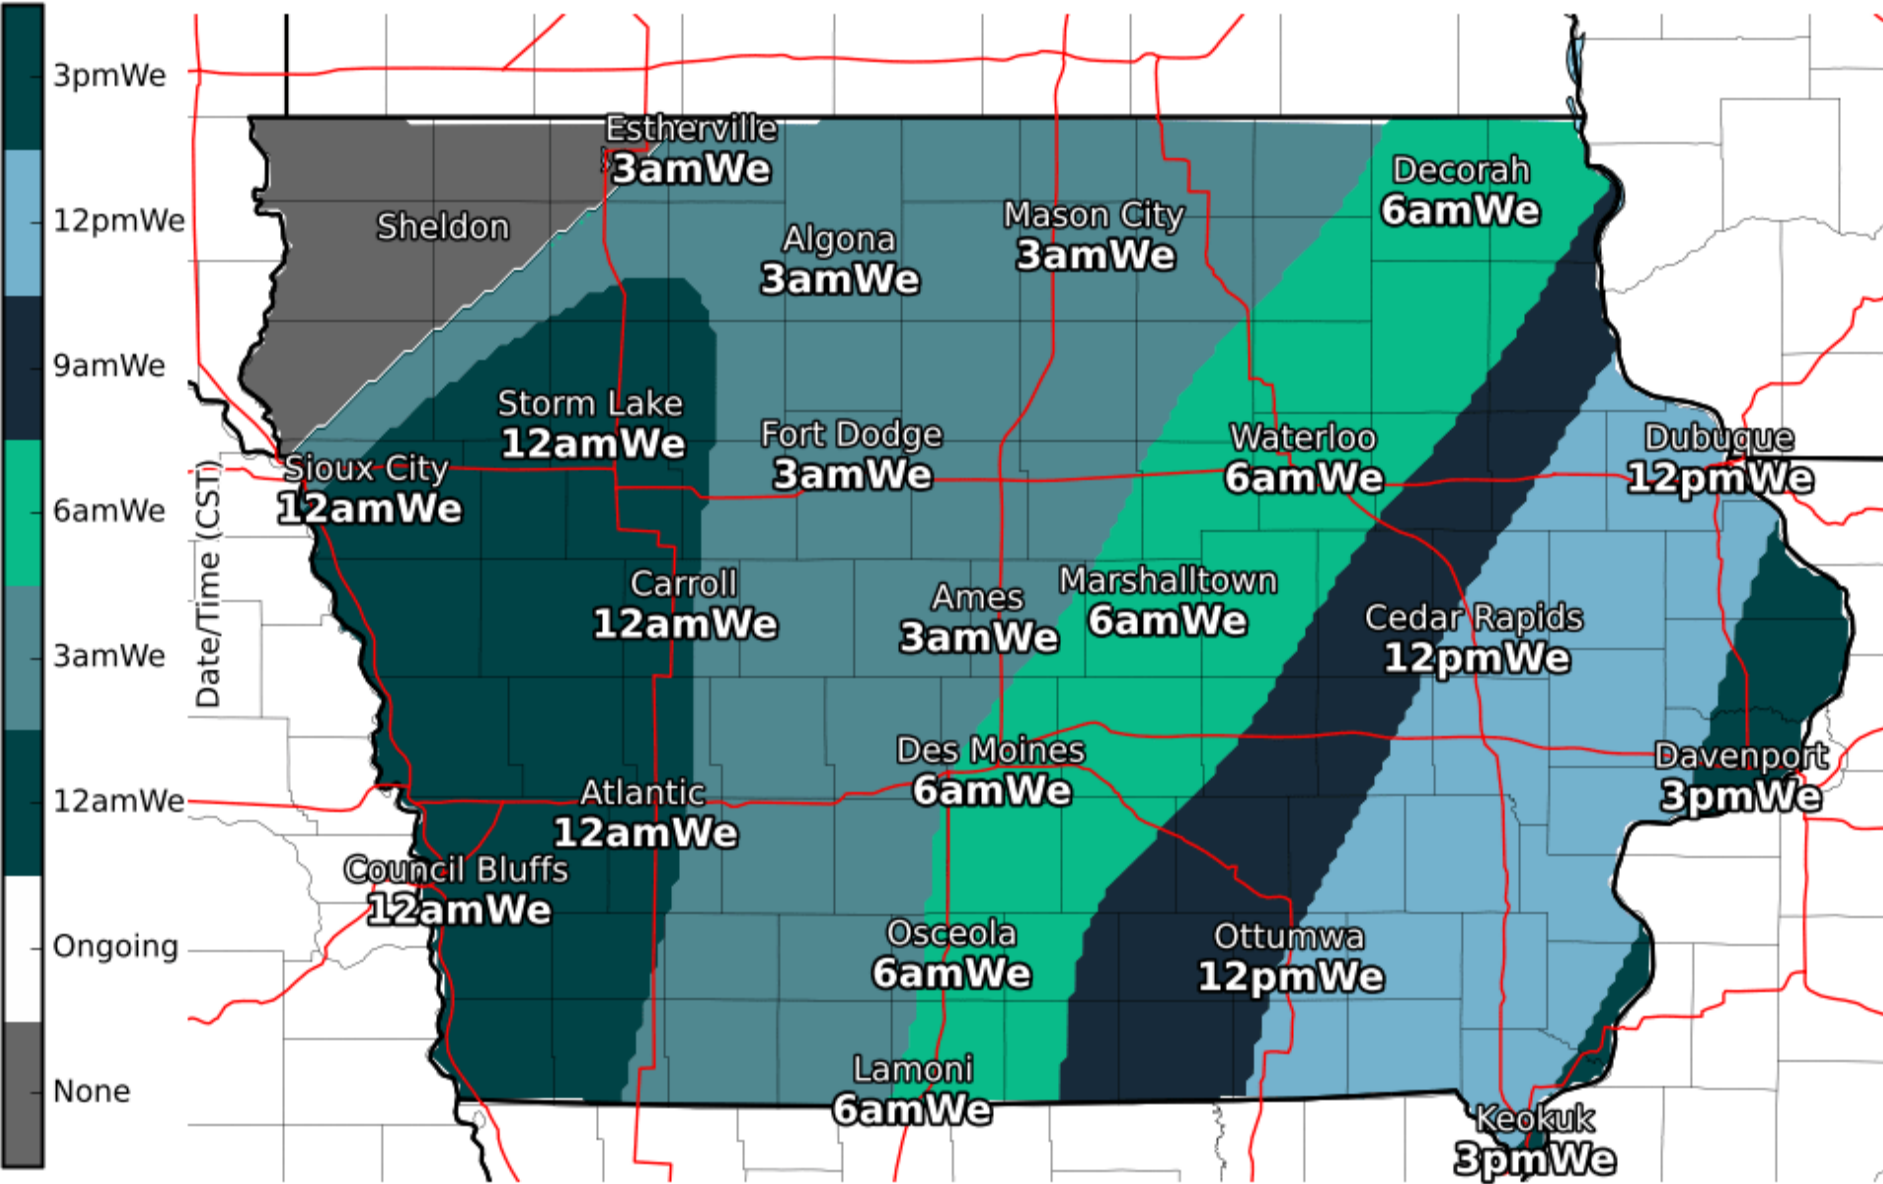 3pmWe
12pmWe
9amWe
6amWe
3amWe
12amWe
Ongoing
None
Date/Time (CST)
Estherville
3amWe
Decorah
6amWe
Sheldon
Mason City
3amWe
Algona
3amWe
Storm Lake
12amWe
Fort Dodge
3amWe
Waterloo
6amWe
Dubuque
12pmWe
Sioux City
12amWe
Carroll
12amWe
Ames
3amWe
Marshalltown
6amWe
Cedar Rapids
12pmWe
Des Moines
6amWe
Davenport
3pmWe
Atlantic
12amWe
Council Bluffs
12amWe
Osceola
6amWe
Ottumwa
12pmWe
Lamoni
6amWe
Keokuk
3pmWe